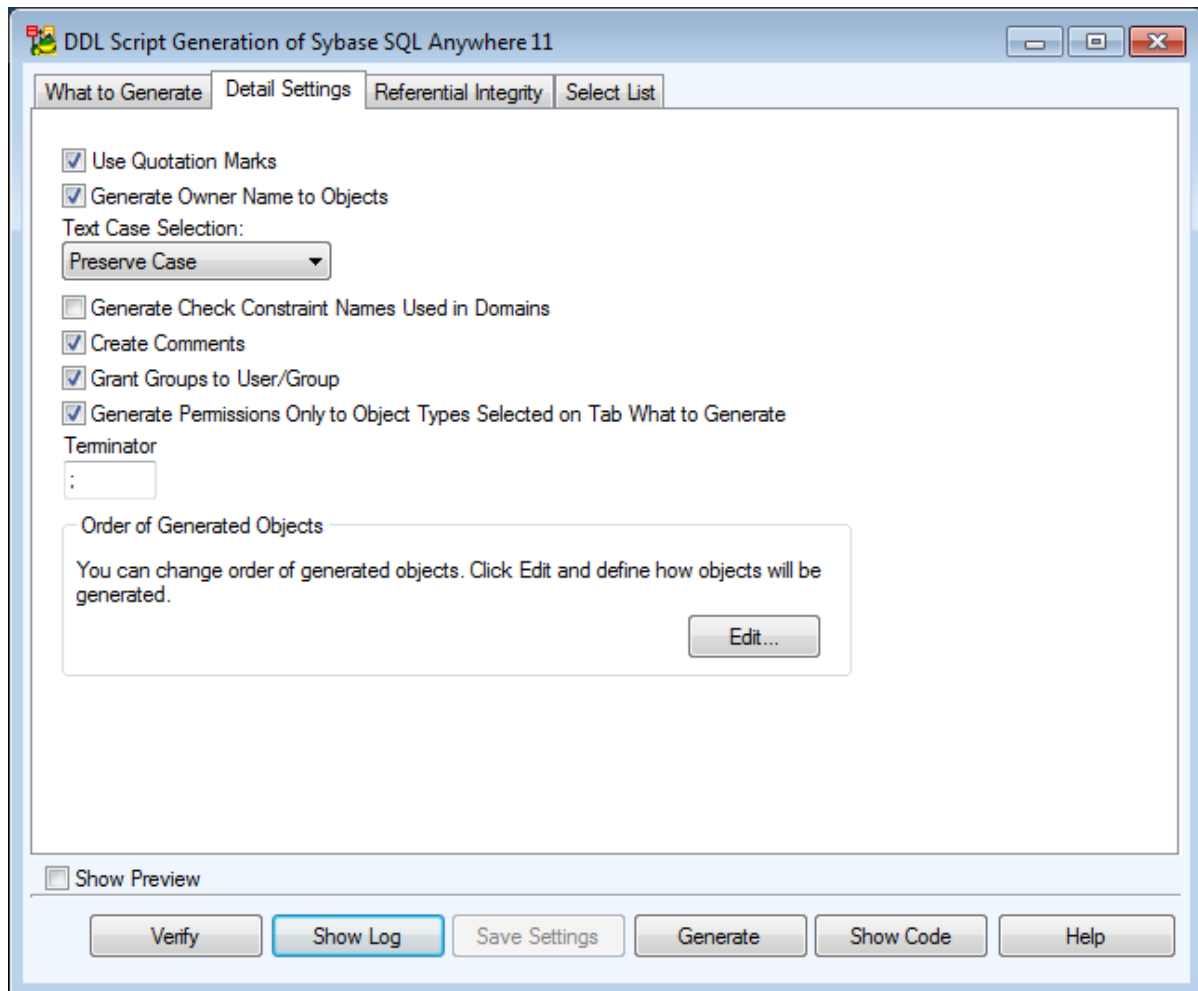 DDL Script Generation of Sybase SQL Anywhere 11
What to Generate Detail Settings Referential Integrity Select List
Use Quotation Marks
Generate Owner Name to Objects
Text Case Selection:
Preserve Case
Generate Check Constraint Names Used in Domains
Create Comments
Grant Groups to User/Group
Generate Permissions Only to Object Types Selected on Tab What to Generate
Terminator
;
Order of Generated Objects
You can change order of generated objects. Click Edit and define how objects will be
generated.
Edit...
Show Preview
Verify Show Log Save Settings Generate Show Code Help